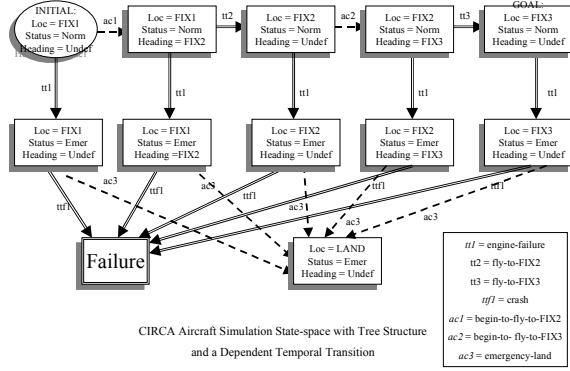 INITIAL:
Loc = FIX1
Status = Norm
Heading = Undef
ac1
Loc = FIX1
Status = Norm
Heading = FIX2
tt2
Loc = FIX2
Status = Norm
Heading = Undef
ac2
Loc = FIX2
Status = Norm
Heading = FIX3
tt3
GOAL:
Loc = FIX3
Status = Norm
Heading = Undef
tt1
tt1
tt1
tt1
tt1
Loc = FIX1
Status = Emer
Heading = Undef
Loc = FIX1
Status = Emer
Heading =FIX2
Loc = FIX2
Status = Emer
Heading = Undef
Loc = FIX2
Status = Emer
Heading = FIX3
Loc = FIX3
Status = Emer
Heading = Undef
ttf1
ac3
ttf1
ac3
ttf1
ac3
ttf1
ac3
ttf1
Failure
Loc = LAND
Status = Emer
Heading = Undef
tt1 = engine-failure
tt2 = fly-to-FIX2
tt3 = fly-to-FIX3
ttf1 = crash
ac1 = begin-to-fly-to-FIX2
ac2 = begin-to- fly-to-FIX3
ac3 = emergency-land
CIRCA Aircraft Simulation State-space with Tree Structure
and a Dependent Temporal Transition